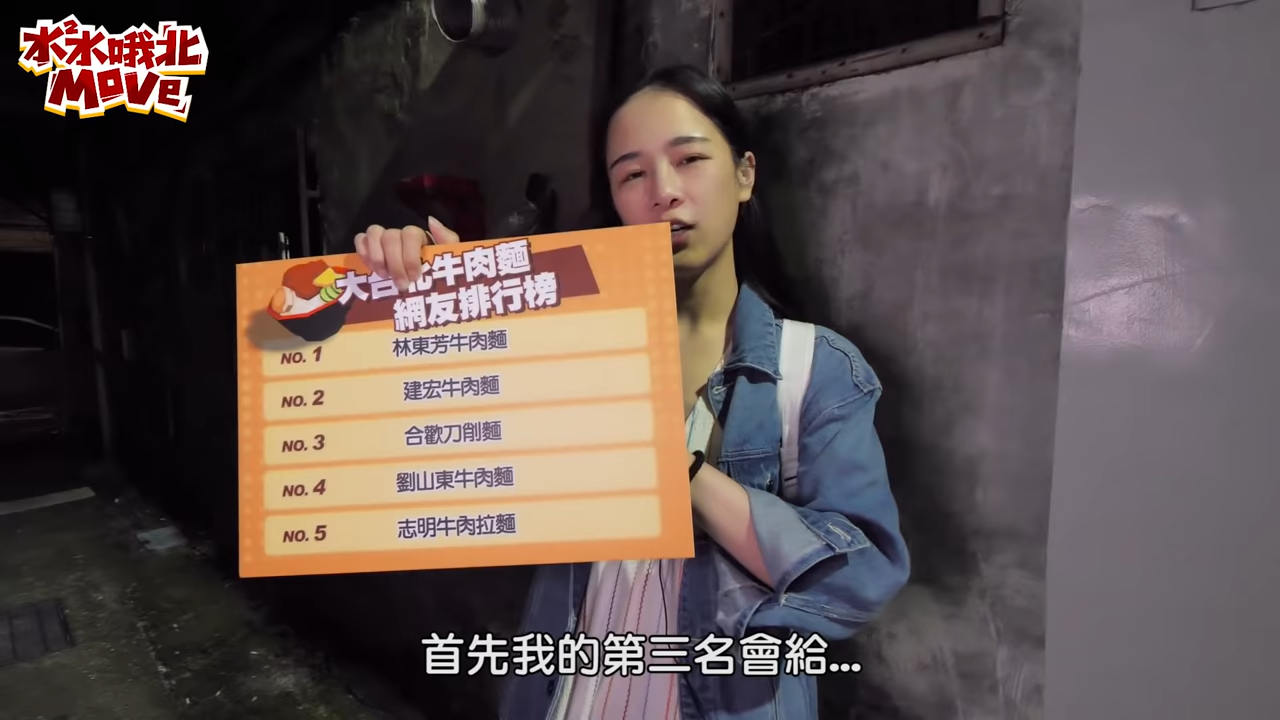 水水哦北
2
Move
大台北牛肉麵
網友排行榜
NO. 1 林東芳牛肉麵
NO. 2 建宏牛肉麵
NO. 3 合歡刀削麵
NO. 4 劉山東牛肉麵
NO. 5 志明牛肉拉麵
首先我的第三名會給...